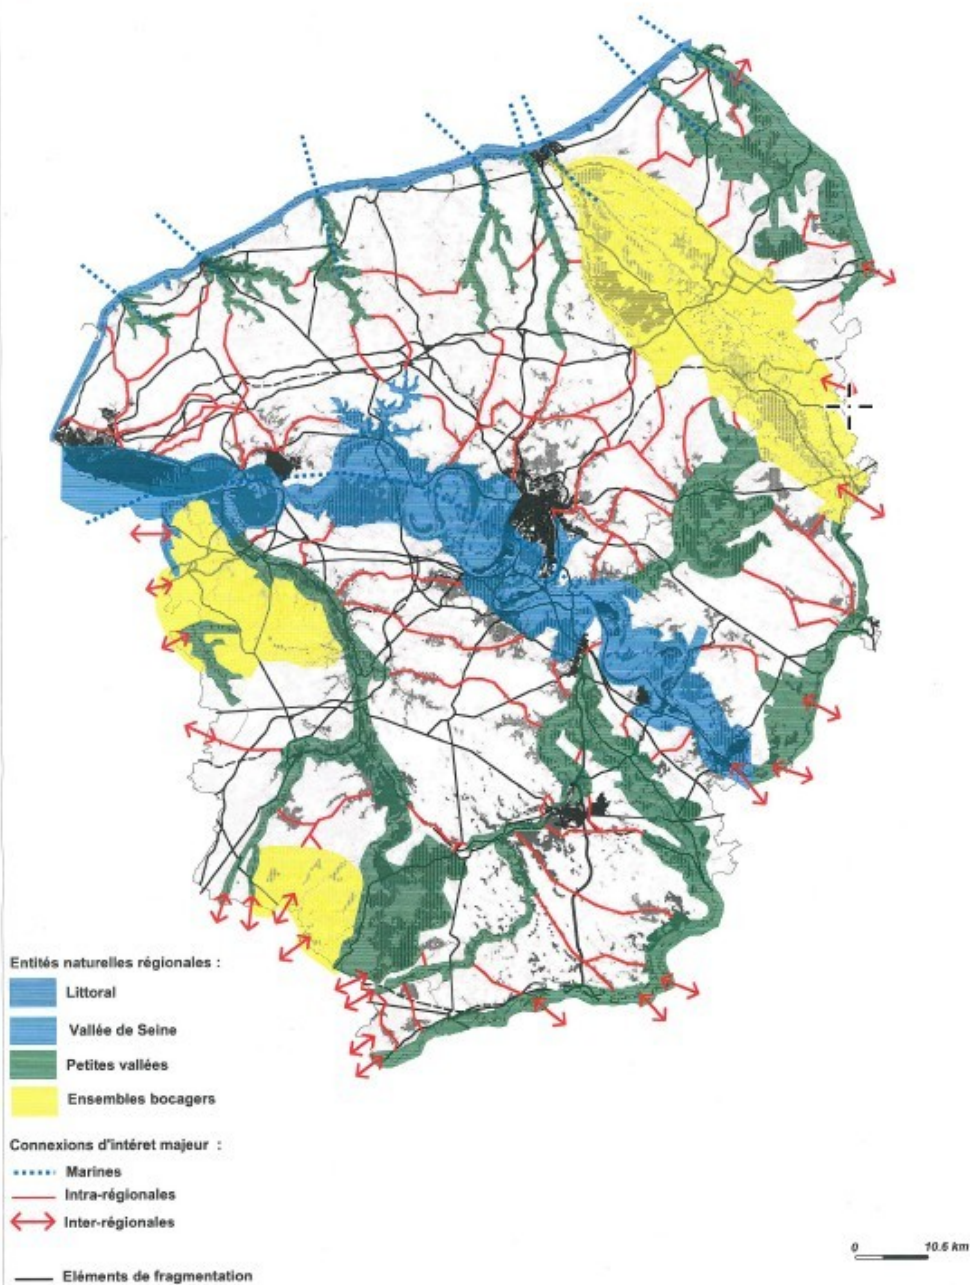 Entités naturelles régionales :
Littoral
Vallée de Seine
Petites vallées
Ensembles bocagers
Connexions d'intéret majeur :
Marines
Intra-régionales
Inter-régionales
Eléments de fragmentation
0 10.6 km